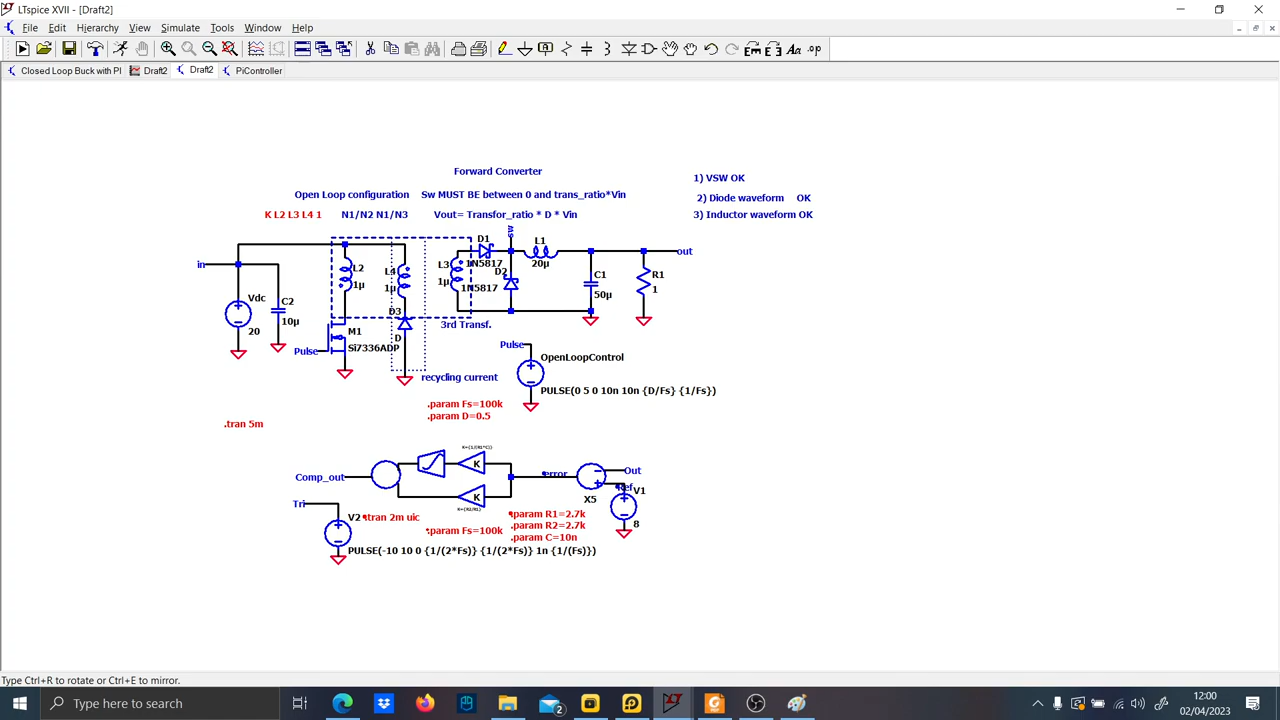 LTspice XVII - [Draft2]
File Edit Hierarchy View Simulate Tools Window Help
Closed Loop Buck with PI Draft2 Draft2 PiController
Forward Converter
1) VSW OK
Open Loop configuration Sw MUST BE between 0 and trans_ratio*Vin
2) Diode waveform OK
K L2 L3 L4 1 N1/N2 N1/N3 Vout= Transfor_ratio * D * Vin
3) Inductor waveform OK
sw
D1
L1
in
out
1N5817
20µ
L2
L4
L3
D2
C1
R1
1µ
1µ
1µ
1N5817
50µ
1
Vdc
C2
20
10µ
D3
D
3rd Transf.
M1
Si7336ADP
Pulse
Pulse
OpenLoopControl
PULSE(0 5 0 10n 10n {D/Fs} {1/Fs})
recycling current
.param Fs=100k
.param D=0.5
.tran 5m
K={1/(R1*C)}
K
Comp_out
error
Out
Ref
V1
8
X5
K
K={R2/R1}
Tri
V2
tran 2m uic
param Fs=100k
param R1=2.7k
.param R2=2.7k
.param C=10n
PULSE(-10 10 0 {1/(2*Fs)} {1/(2*Fs)} 1n {1/(Fs)})
Type Ctrl+R to rotate or Ctrl+E to mirror.
Type here to search
2
12:00
02/04/2023